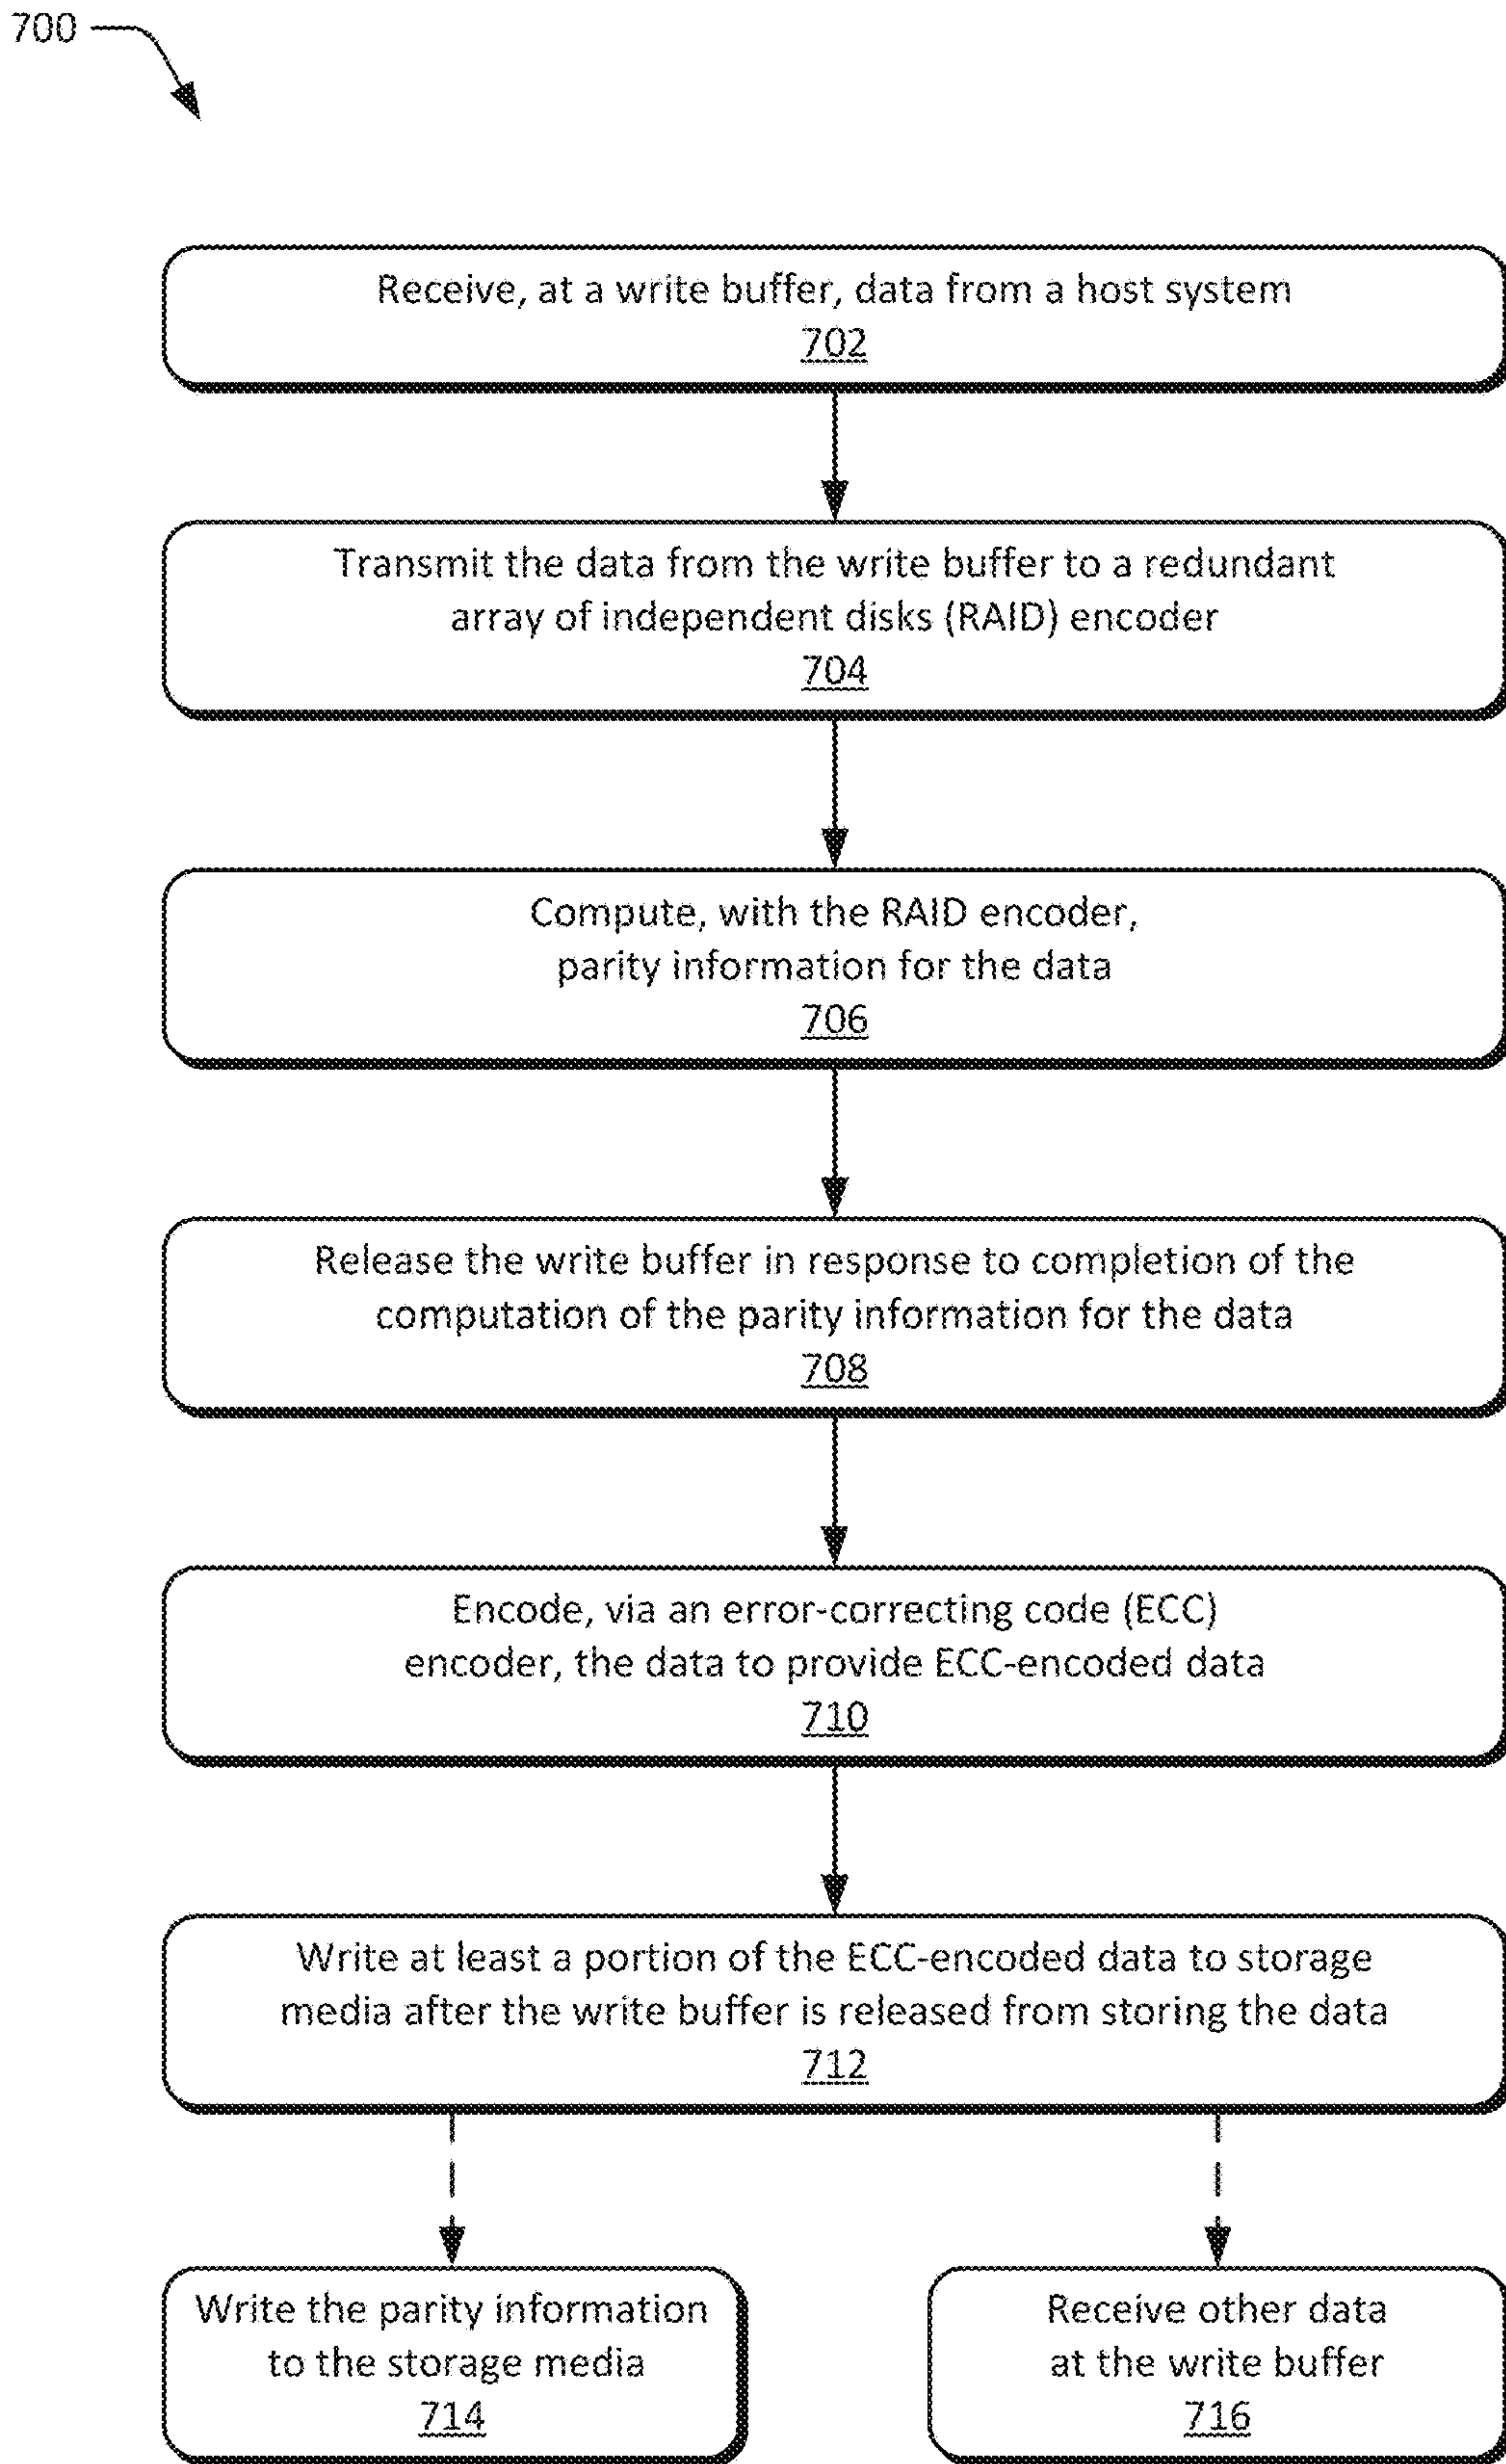 700
Receive, at a write buffer, data from a host system
702
Transmit the data from the write buffer to a redundant
array of independent disks (RAID) encoder
704
Compute, with the RAID encoder,
parity information for the data
706
Release the write buffer in response to completion of the
computation of the parity information for the data
708
Encode, via an error-correcting code (ECC)
encoder, the data to provide ECC-encoded data
710
Write at least a portion of the ECC-encoded data to storage
media after the write buffer is released from storing the data
712
Write the parity information
to the storage media
714
Receive other data
at the write buffer
716